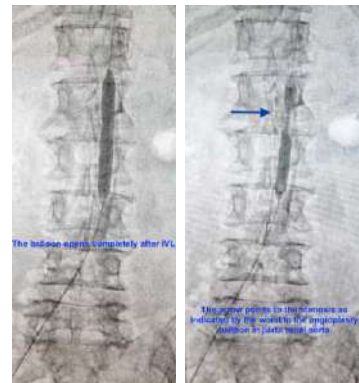 The balloon opens completely after IVL
The arrow points to the stenosis as
indicated by the waist in the angioplasty
balloon in juxta renal aorta